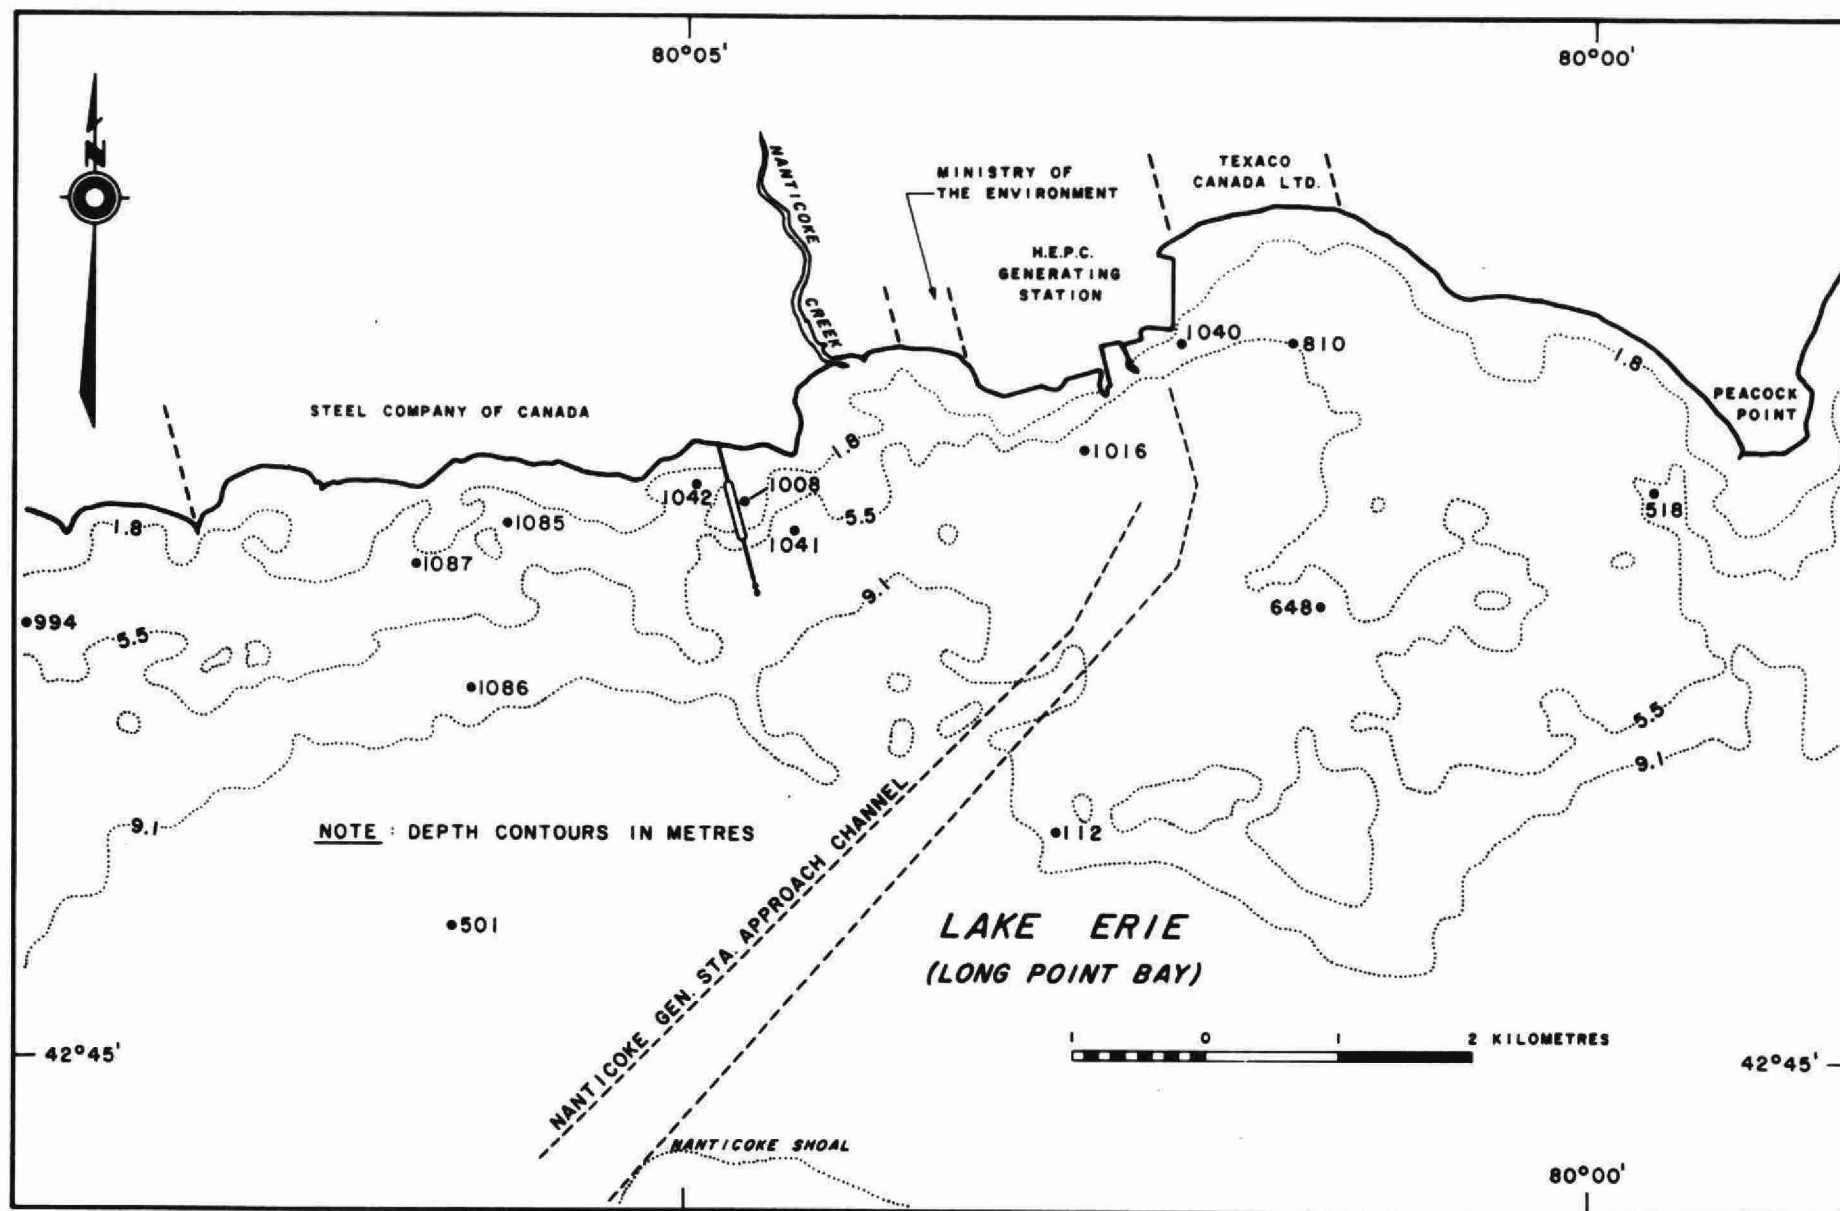 80°05'
80°00'
N
NANTICOKE
CREEK
MINISTRY OF
THE ENVIRONMENT
TEXACO
CANADA LTD.
H.E.P.C.
GENERATING
STATION
1040
810
1.8
PEACOCK
POINT
STEEL COMPANY OF CANADA
1.8
1016
1042
1008
518
1.8
1085
5.5
1041
1087
9.1
648
994
5.5
1086
5.5
9.1
9.1
NOTE : DEPTH CONTOURS IN METRES
112
NANTICOKE GEN. STA. APPROACH CHANNEL
501
LAKE ERIE
(LONG POINT BAY)
1 0 1 2 KILOMETRES
42°45'
42°45'
NANTICOKE SHOAL
80°00'